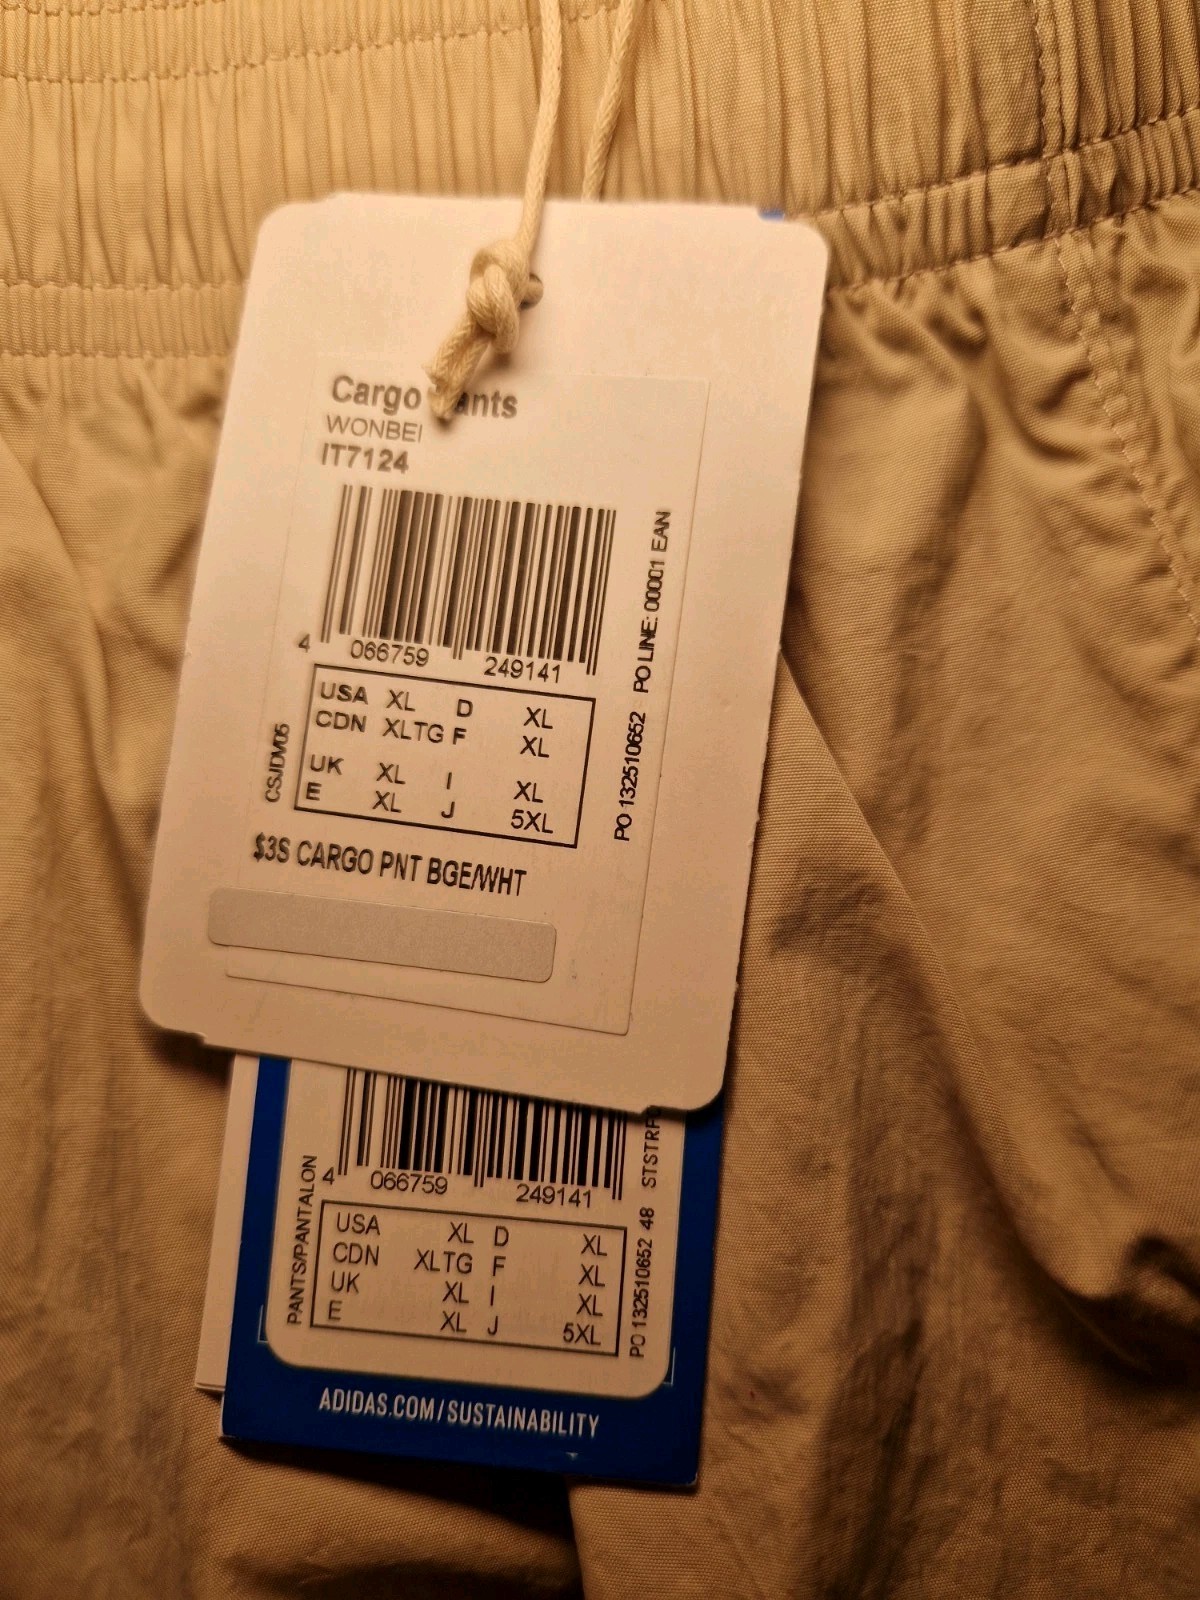 Cargo Pants
WONBEI
IT7124
4 066759 249141
USA XL D XL
CDN XLTG F XL
UK XL I XL
E XL J 5XL
CSJDM05
PO 132510652 PO LINE: 00001 EAN
$3S CARGO PNT BGE/WHT
4 066759 249141
PANTS/PANTALON
USA XL D XL
CDN XLTG F XL
UK XL I XL
E XL J 5XL
PO 132510652 48
ADIDAS.COM/SUSTAINABILITY